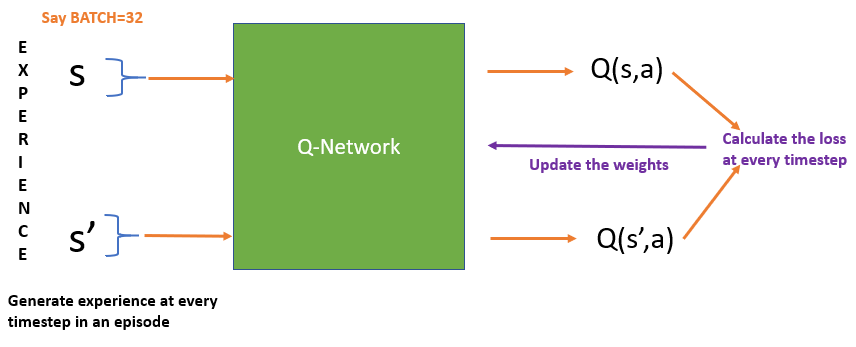 Say BATCH=32
E
X
P
E
R
I
E
N
C
E
s
s’
Q-Network
Q(s,a)
Q(s’,a)
Calculate the loss
at every timestep
Update the weights
Generate experience at every
timestep in an episode